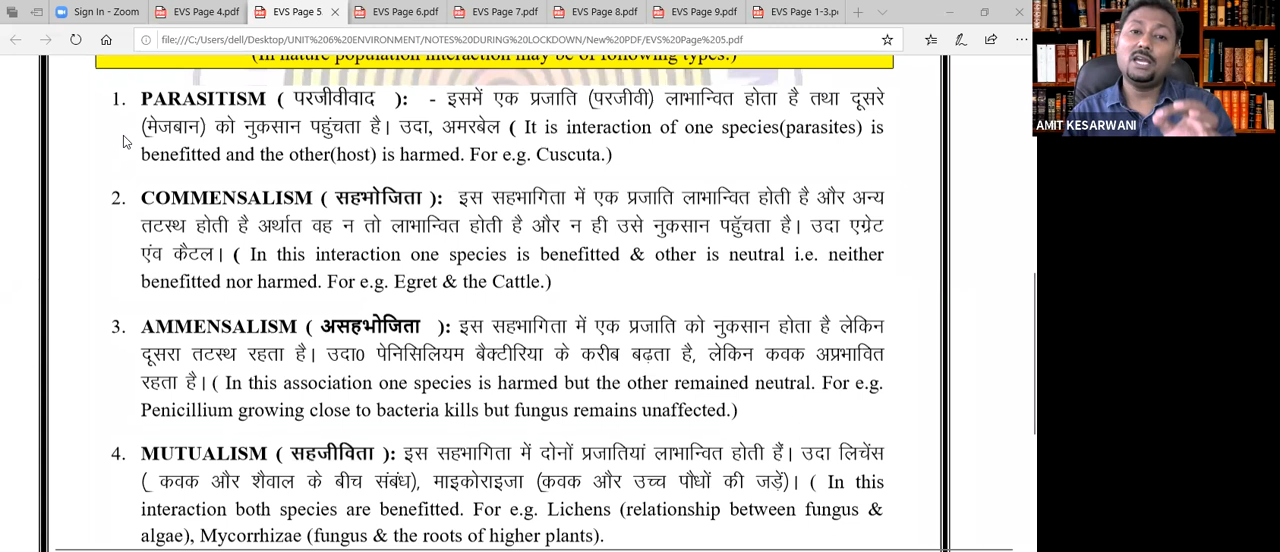 Sign In - Zoom
EVS Page 4.pdf
EVS Page 5.
EVS Page 6.pdf
EVS Page 7.pdf
EVS Page 8.pdf
EVS Page 9.pdf
EVS Page 1-3.p
file:///C:/Users/dell/Desktop/UNIT%206%20ENVIRONMENT/NOTES%20DURING%20LOCKDOWN/New%20PDF/EVS%20Page%205.pdf
AMIT KESARWANI
(In nature population interaction may be of following types:)
1. PARASITISM ( परजीवीवाद ): - इसमें एक प्रजाति (परजीवी) लाभान्वित होता है तथा दूसरे
(मेजबान) को नुकसान पहुंचता है। उदा, अमरबेल ( It is interaction of one species(parasites) is
benefitted and the other(host) is harmed. For e.g. Cuscuta.)
2. COMMENSALISM ( सहभोजिता ): इस सहभागिता में एक प्रजाति लाभान्वित होती है और अन्य
तटस्थ होती है अर्थात वह न तो लाभान्वित होती है और न ही उसे नुकसान पहुॅचता है। उदा एग्रेट
एंव कैटल। ( In this interaction one species is benefitted & other is neutral i.e. neither
benefitted nor harmed. For e.g. Egret & the Cattle.)
3. AMMENSALISM ( असहभोजिता ): इस सहभागिता में एक प्रजाति को नुकसान होता है लेकिन
दूसरा तटस्थ रहता है। उदा0 पेनिसिलियम बैक्टीरिया के करीब बढ़ता है, लेकिन कवक अप्रभावित
रहता है। ( In this association one species is harmed but the other remained neutral. For e.g.
Penicillium growing close to bacteria kills but fungus remains unaffected.)
4. MUTUALISM ( सहजीविता ): इस सहभागिता में दोनों प्रजातियां लाभान्वित होती हैं। उदा लिचेंस
( कवक और शैवाल के बीच संबंध), माइकोराइजा (कवक और उच्च पौधों की जड़ें)। ( In this
interaction both species are benefitted. For e.g. Lichens (relationship between fungus &
algae), Mycorrhizae (fungus & the roots of higher plants).